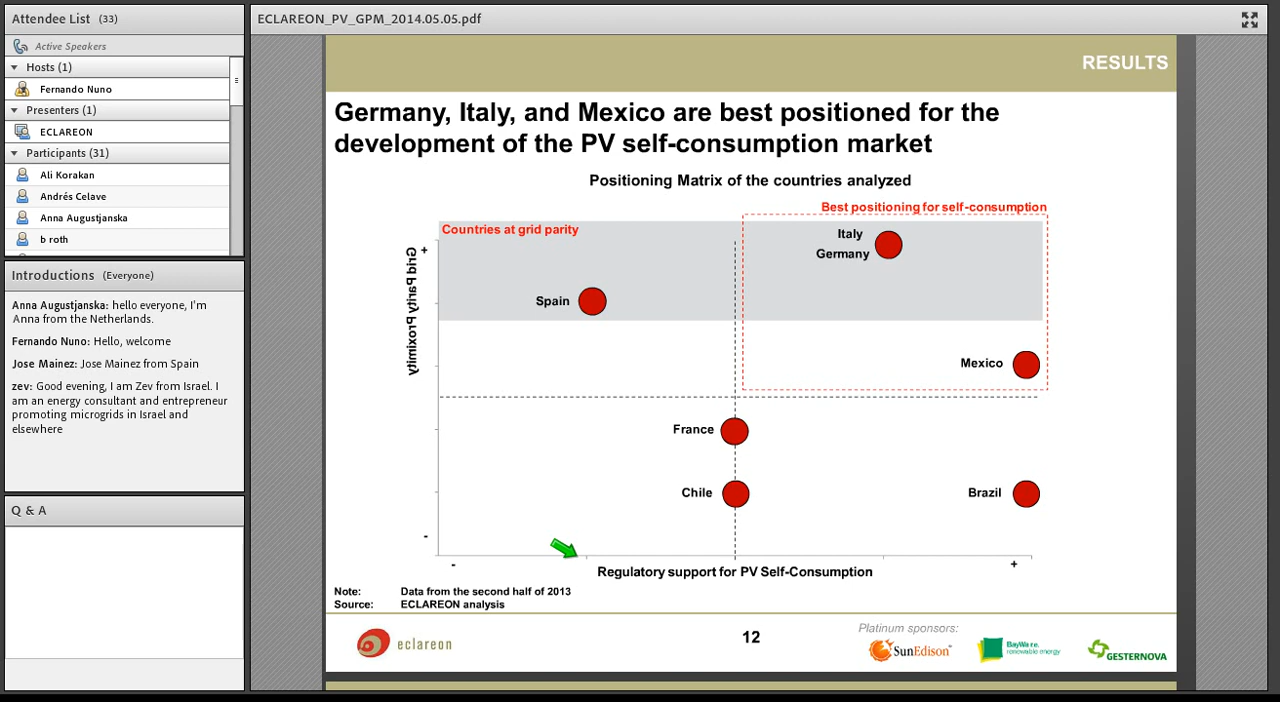 Attendee List (33)
Active Speakers
Hosts (1)
Fernando Nuno
Presenters (1)
ECLAREON
Participants (31)
Ali Korakan
Andrés Celave
Anna Augustjanska
b roth
Introductions (Everyone)
Anna Augustjanska: hello everyone, I'm
Anna from the Netherlands.
Fernando Nuno: Hello, welcome
Jose Mainez: Jose Mainez from Spain
zev: Good evening, I am Zev from Israel. I
am an energy consultant and entrepreneur
promoting microgrids in Israel and
elsewhere
Q & A
ECLAREON_PV_GPM_2014.05.05.pdf
RESULTS
Germany, Italy, and Mexico are best positioned for the
development of the PV self-consumption market
Positioning Matrix of the countries analyzed
Best positioning for self-consumption
Countries at grid parity
Grid Parity Proximity
+
Italy
Germany
Spain
Mexico
France
Chile
Brazil
-
-
+
Regulatory support for PV Self-Consumption
Note: Data from the second half of 2013
Source: ECLAREON analysis
eclareon
12
Platinum sponsors:
SunEdison
BayWa r.e.
renewable energy
GESTERNOVA